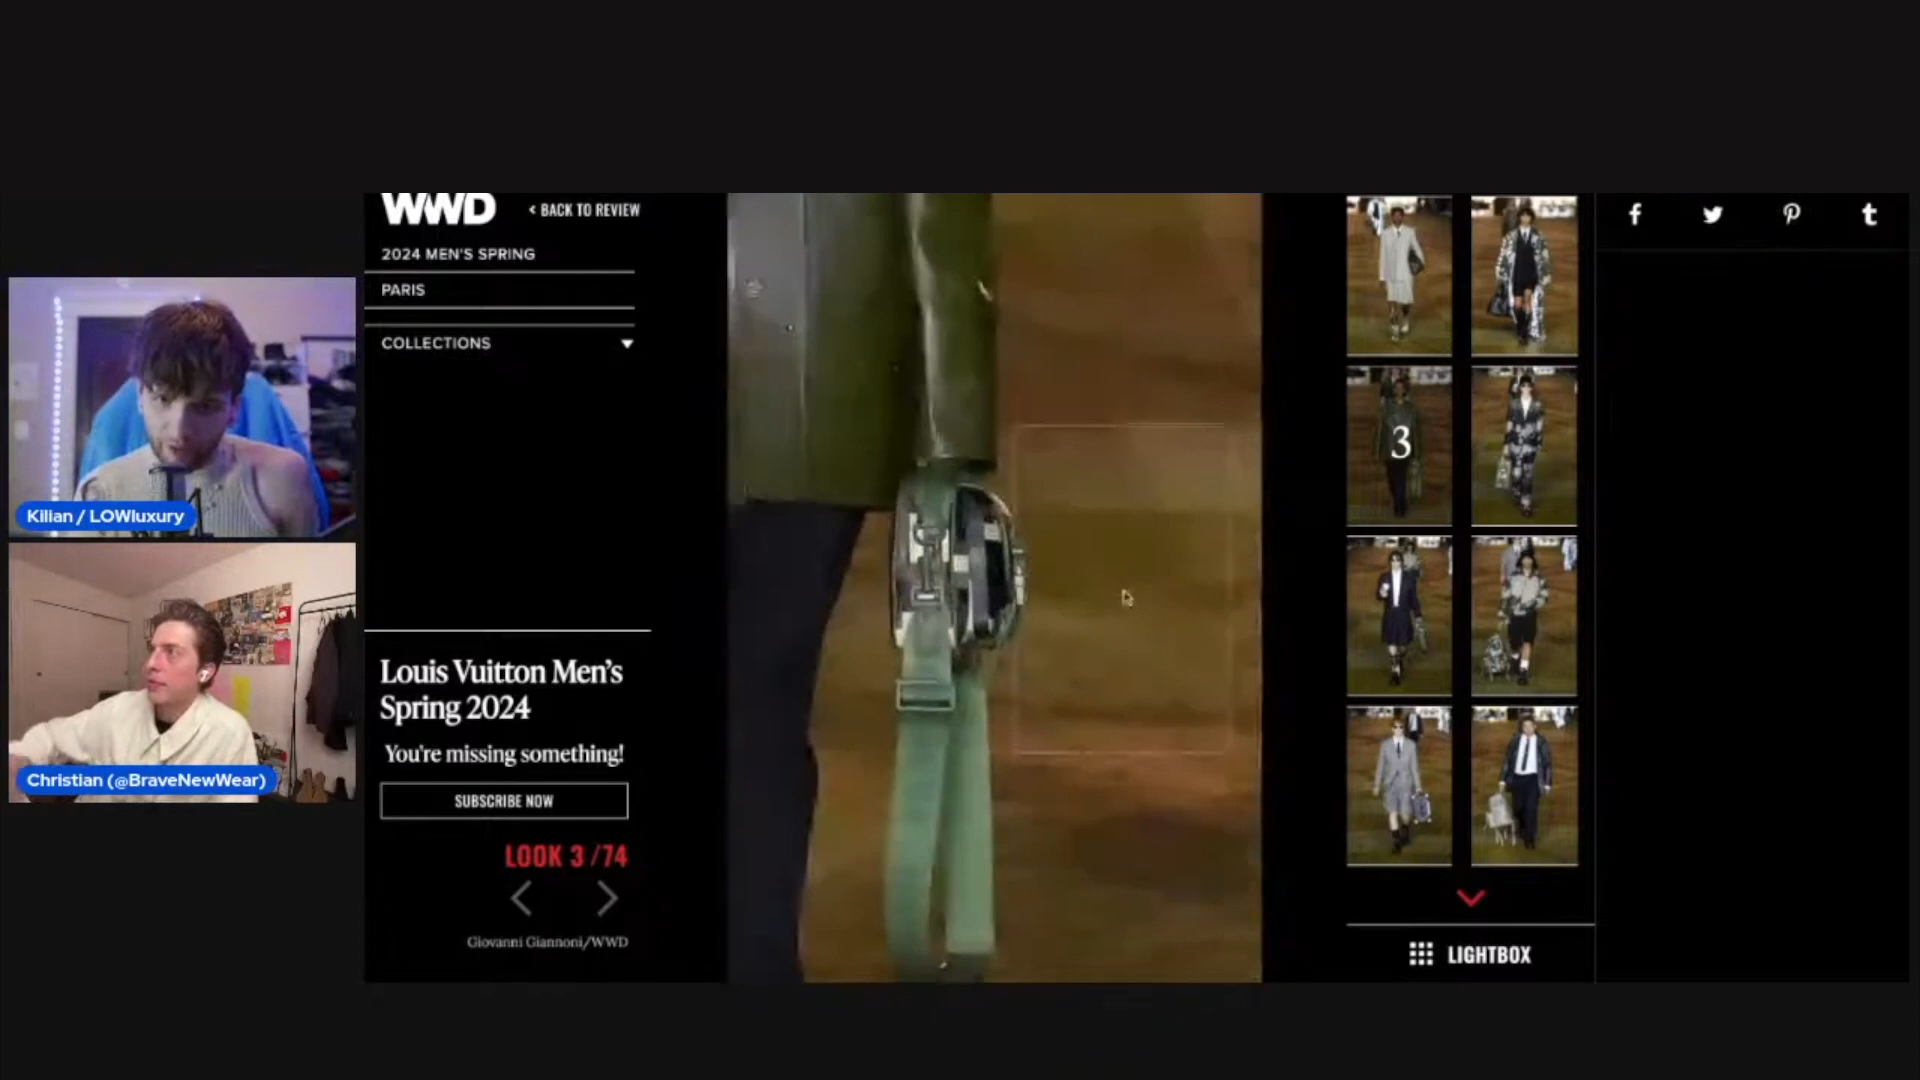 WWD
< BACK TO REVIEW
2024 MEN'S SPRING
PARIS
COLLECTIONS
Kilian / LOWluxury
Christian (@BraveNewWear)
Louis Vuitton Men's
Spring 2024
You're missing something!
SUBSCRIBE NOW
LOOK 3 /74
Giovanni Giannoni/WWD
3
LIGHTBOX